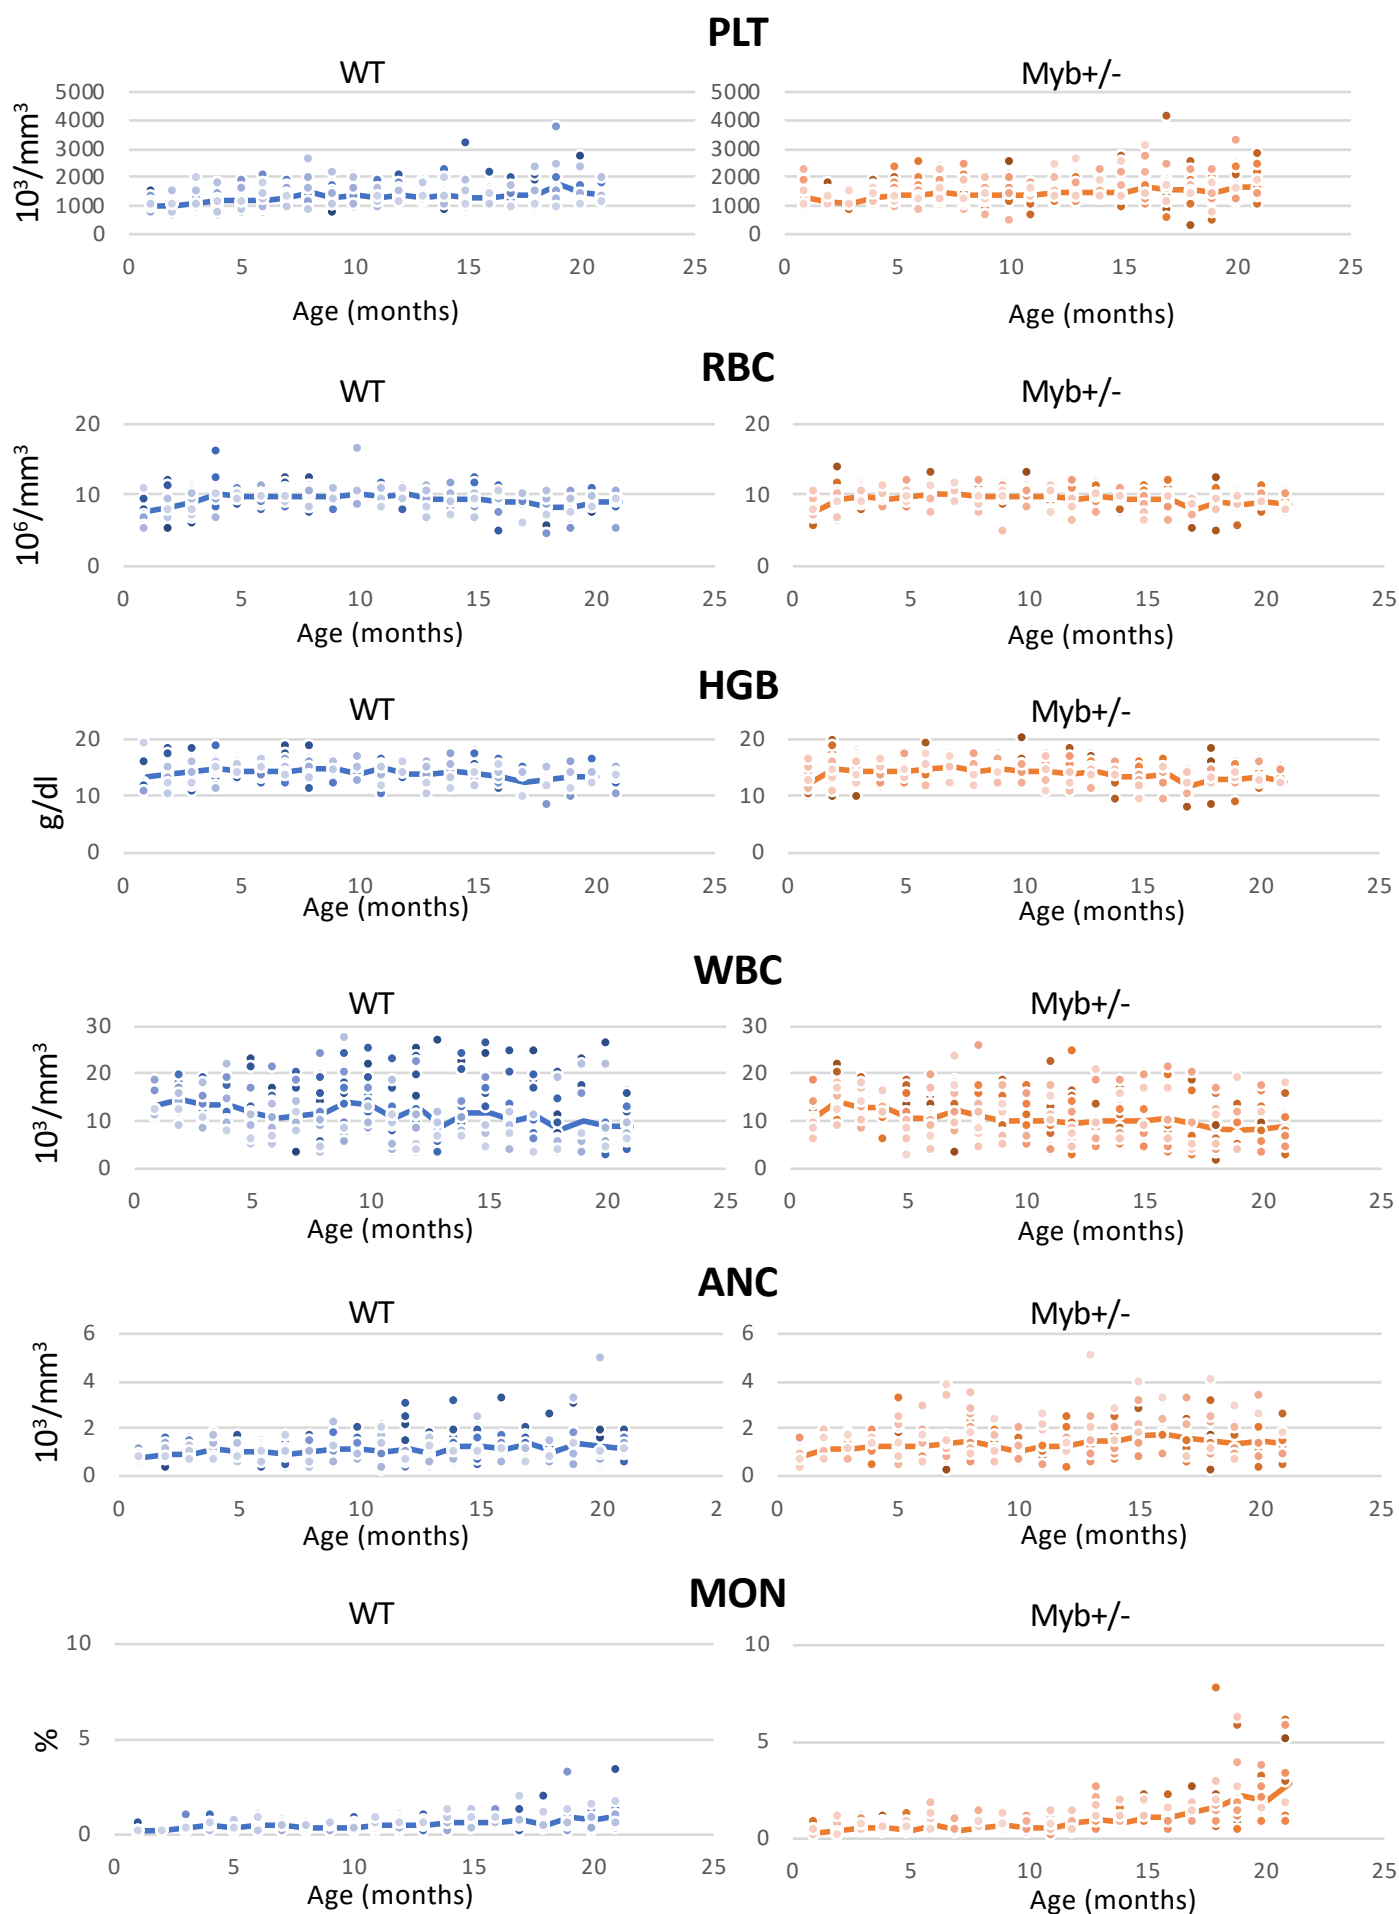 PLT
WT Myb+/-
5000 5000
4000 4000
3000 3000
2000 2000
1000 1000
0 0
10³/mm³
0 5 10 15 20 25 0 5 10 15 20 25
Age (months) Age (months)
RBC
WT Myb+/-
20 20
10 10
0 0
10⁶/mm³
0 5 10 15 20 25 0 5 10 15 20 25
Age (months) Age (months)
HGB
WT Myb+/-
20 20
10 10
0 0
g/dl
0 5 10 15 20 25 0 5 10 15 20 25
Age (months) Age (months)
WBC
WT Myb+/-
30 30
20 20
10 10
0 0
10³/mm³
0 5 10 15 20 25 0 5 10 15 20 25
Age (months) Age (months)
ANC
WT Myb+/-
6 6
4 4
2 2
0 0
10³/mm³
0 5 10 15 20 2 0 5 10 15 20 25
Age (months) Age (months)
MON
WT Myb+/-
10 10
5 5
0 0
%
0 5 10 15 20 25 0 5 10 15 20 25
Age (months) Age (months)